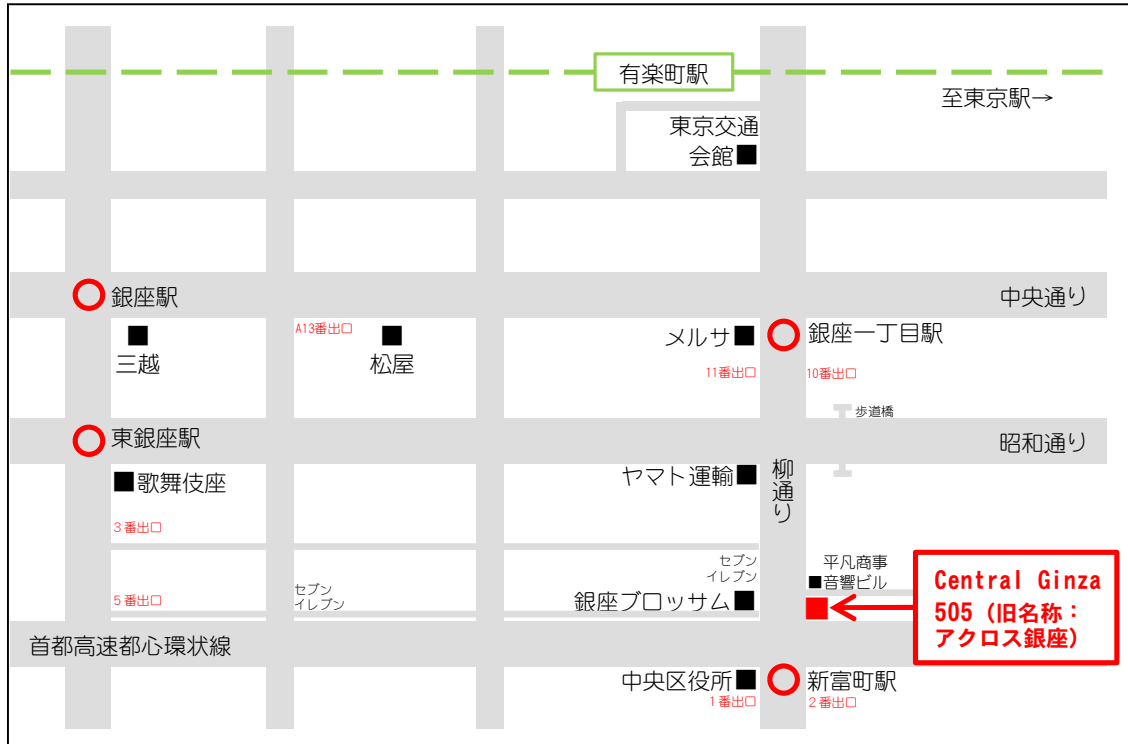 有楽町駅
至東京駅→
東京交通
会館■
銀座駅
中央通り
A13番出口
三越
松屋
メルサ■
銀座一丁目駅
11番出口
10番出口
歩道橋
東銀座駅
昭和通り
■歌舞伎座
ヤマト運輸■
柳通り
3番出口
セブン
イレブン
平凡商事
■音響ビル
Central Ginza
505(旧名称:
アクロス銀座)
5番出口
セブン
イレブン
銀座ブロッサム■
首都高速都心環状線
中央区役所■
新富町駅
1番出口
2番出口